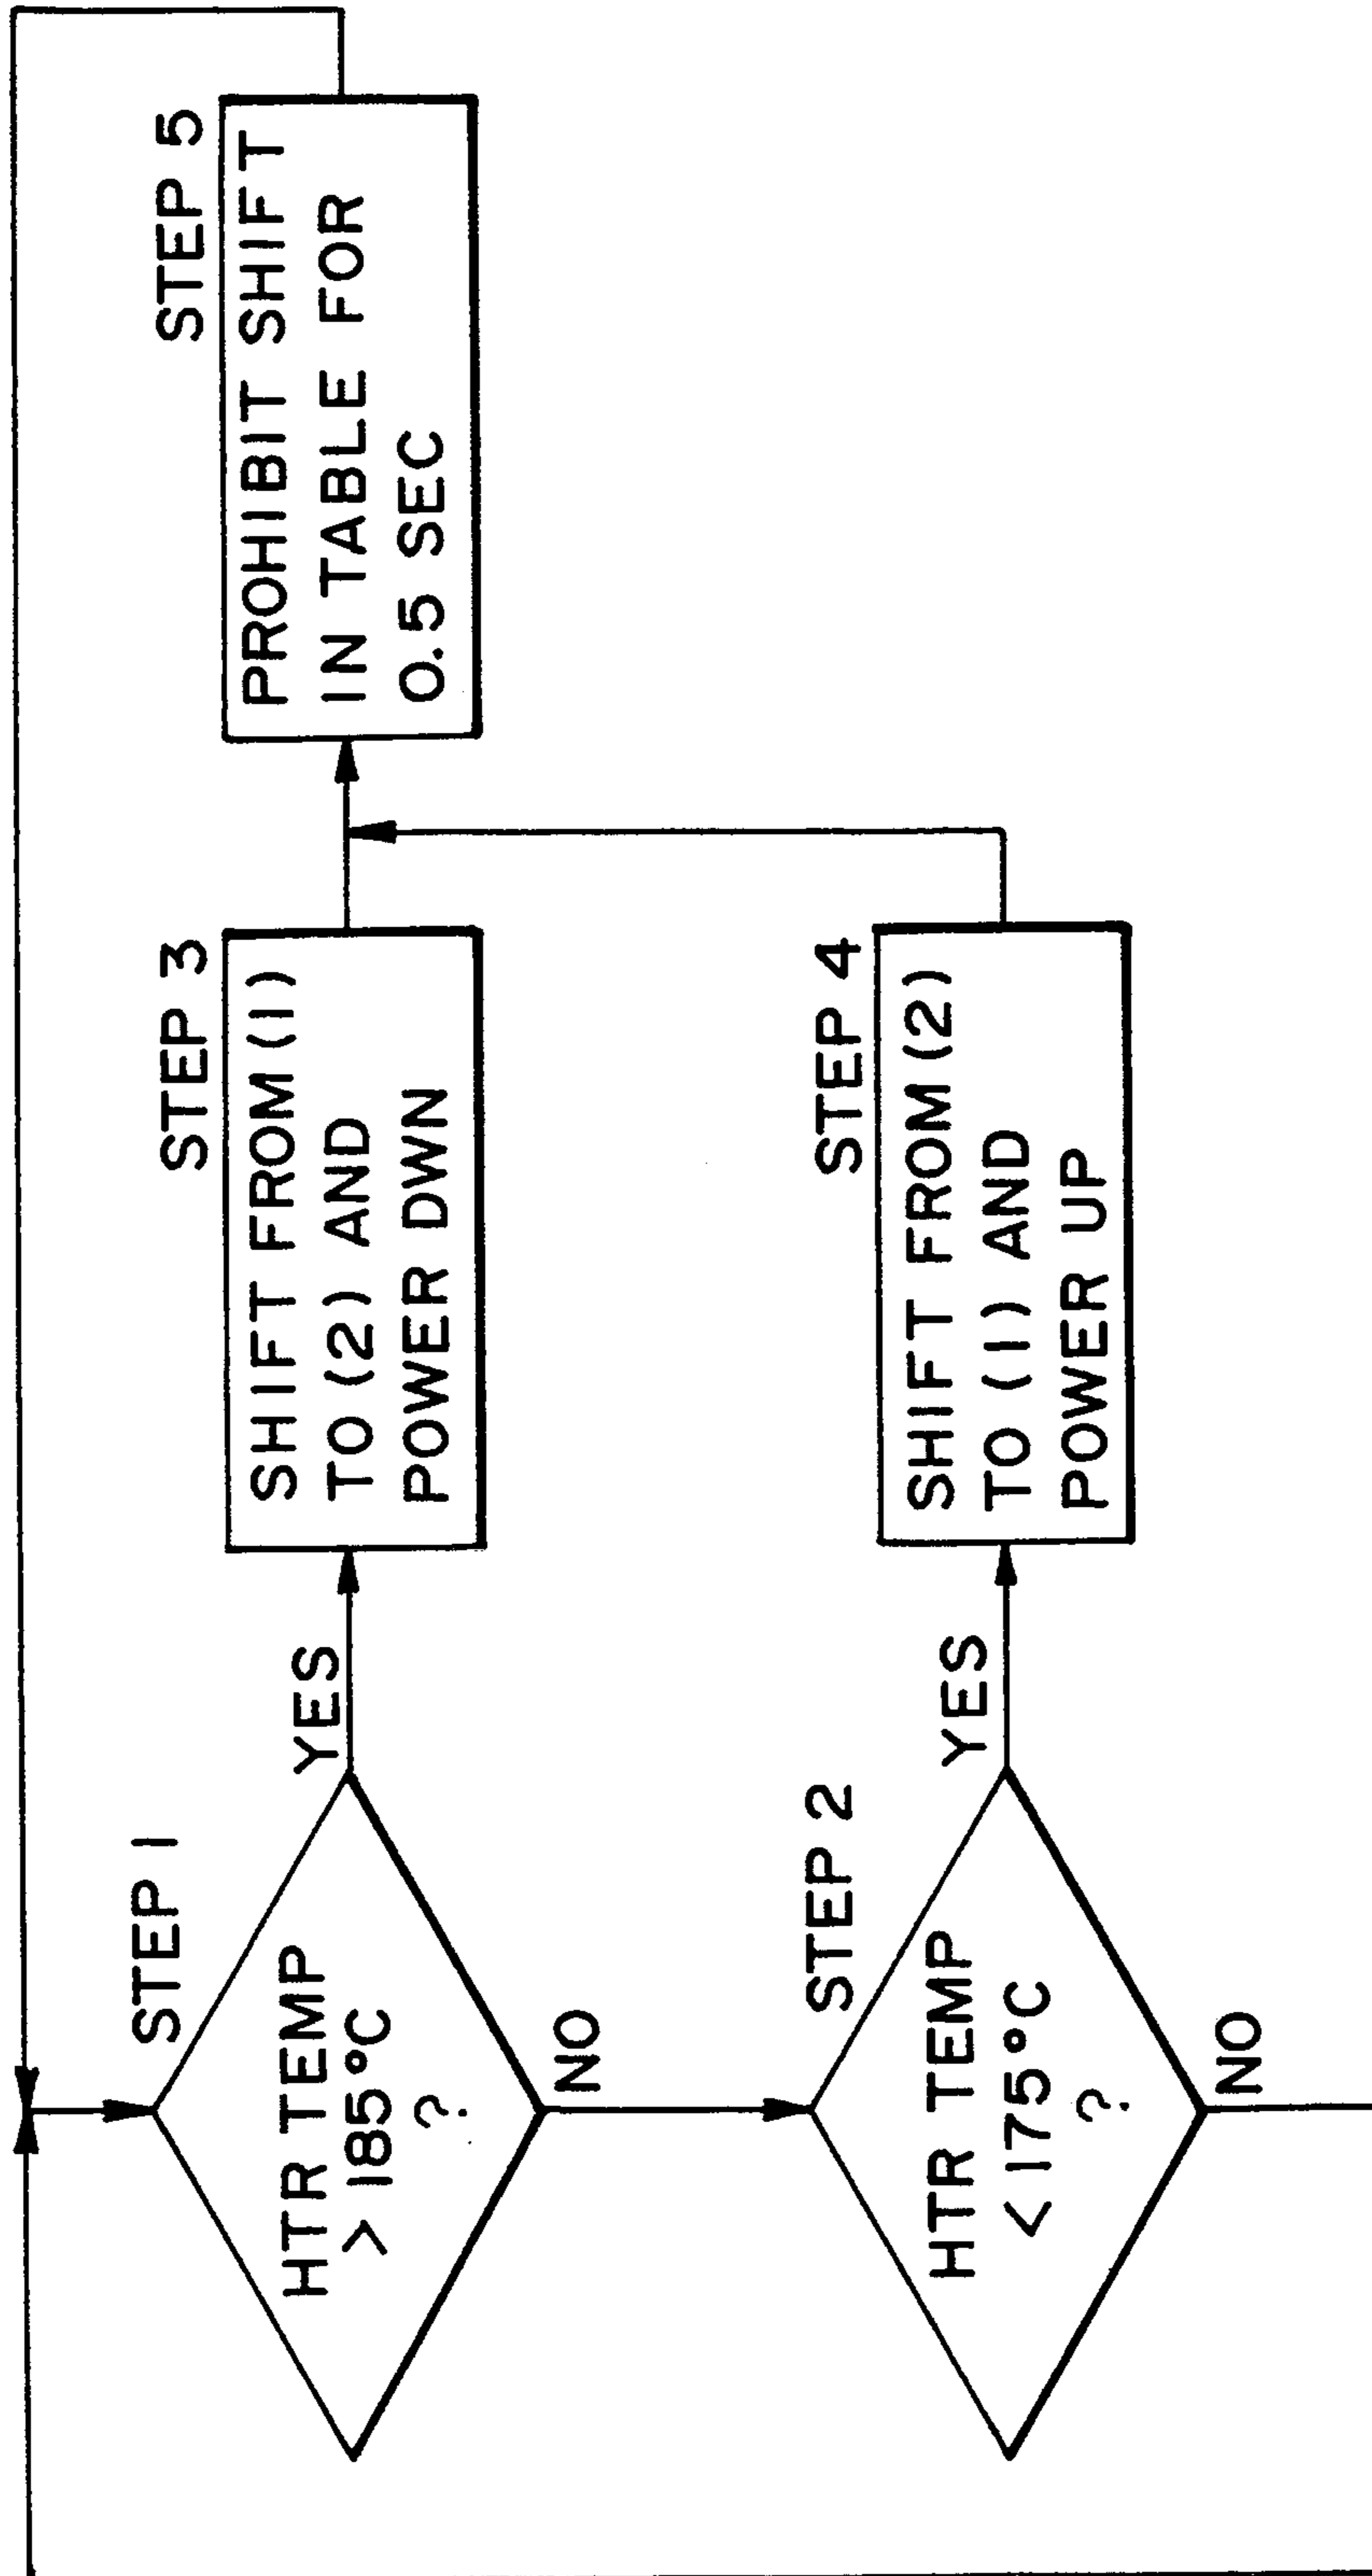 STEP 1
HTR TEMP
> 185°C
?
YES
NO
STEP 2
HTR TEMP
< 175°C
?
YES
NO
STEP 3
SHIFT FROM (1)
TO (2) AND
POWER DWN
STEP 4
SHIFT FROM (2)
TO (1) AND
POWER UP
STEP 5
PROHIBIT SHIFT
IN TABLE FOR
0.5 SEC